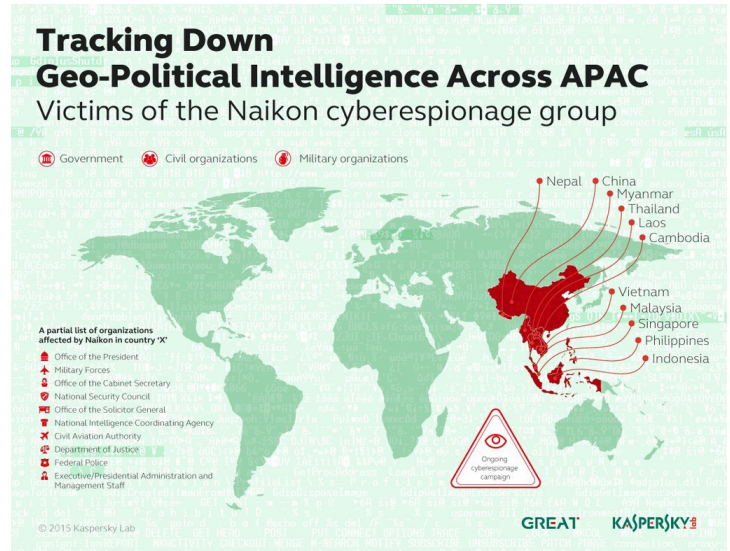 Tracking Down
Geo-Political Intelligence Across APAC
Victims of the Naikon cyberespionage group
Government
Civil organizations
Military organizations
Nepal
China
Myanmar
Thailand
Laos
Cambodia
Vietnam
Malaysia
Singapore
Philippines
Indonesia
A partial list of organizations
affected by Naikon in country ‘X’
Office of the President
Military Forces
Office of the Cabinet Secretary
National Security Council
Office of the Solicitor General
National Intelligence Coordinating Agency
Civil Aviation Authority
Department of Justice
Federal Police
Executive/Presidential Administration and
Management Staff
Ongoing
cyberespionage
campaign
© 2015 Kaspersky Lab
GREAT
KASPERSKY lab